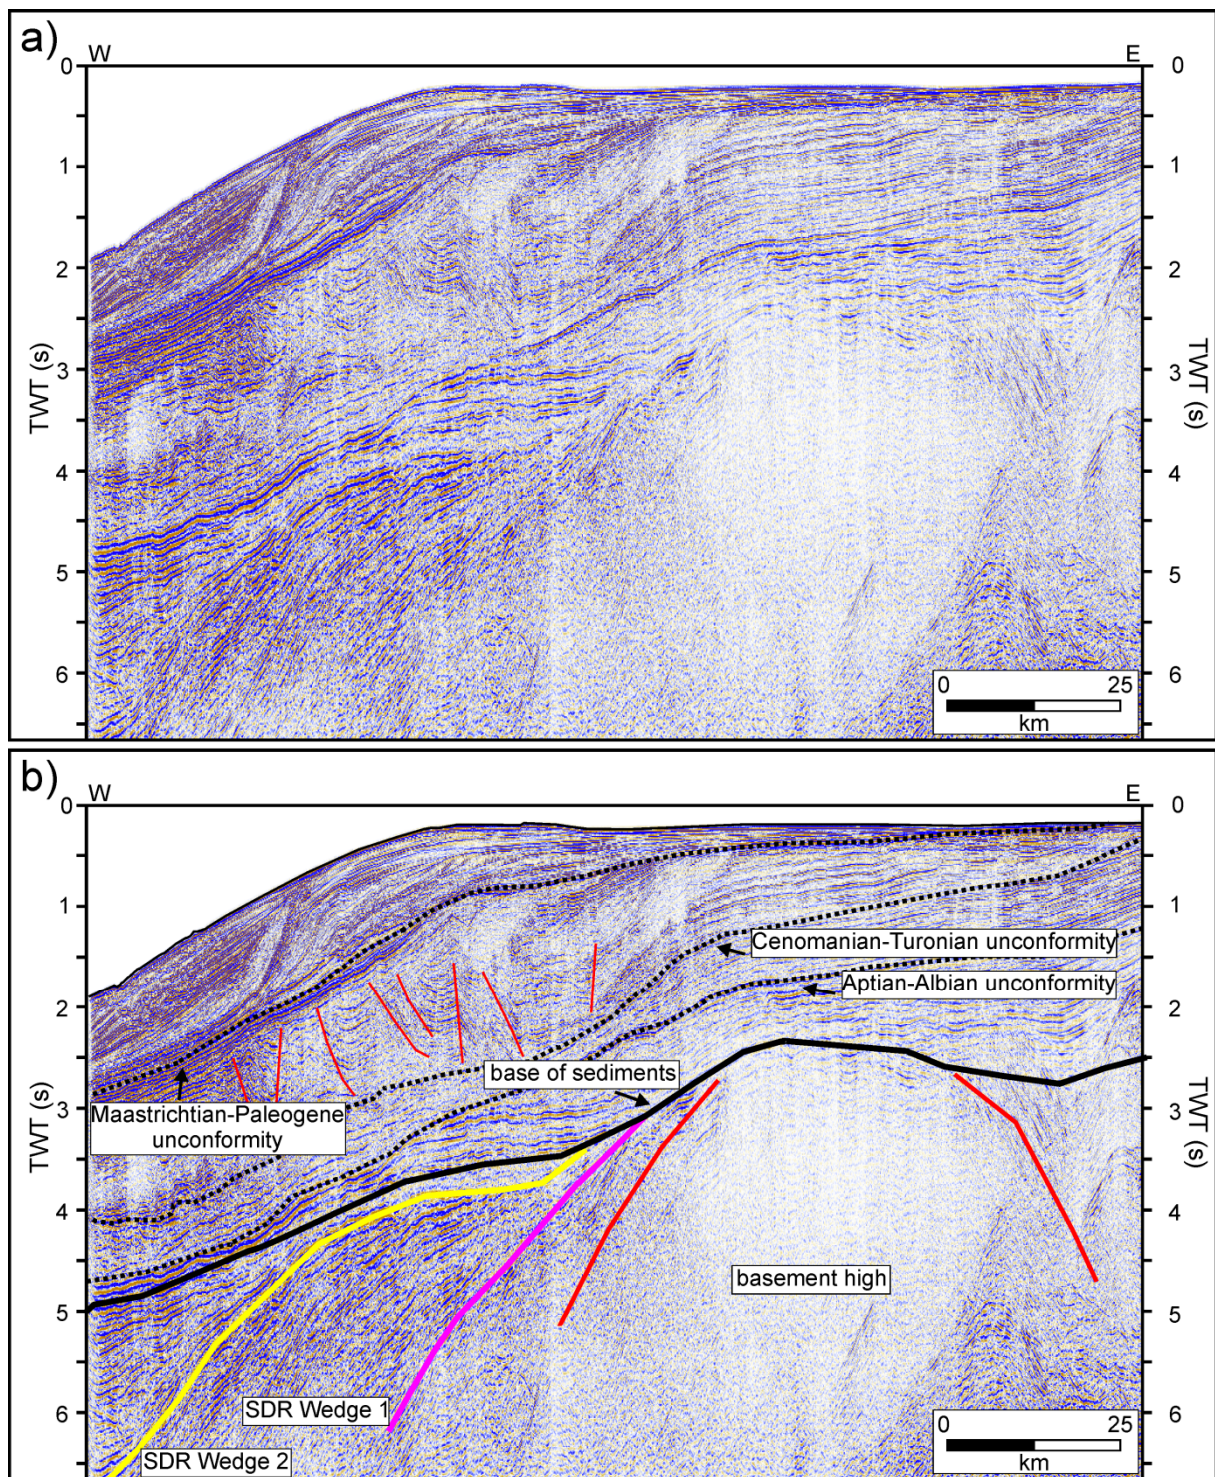 a)
W
E
0
0
1
1
2
2
3
3
4
4
5
5
6
6
TWT (s)
TWT (s)
0 25
km
b)
W
E
0
0
1
1
Cenomanian-Turonian unconformity
Aptian-Albian unconformity
2
2
base of sediments
Maastrichtian-Paleogene
unconformity
3
3
TWT (s)
TWT (s)
4
4
basement high
5
5
SDR Wedge 1
6
6
SDR Wedge 2
0 25
km